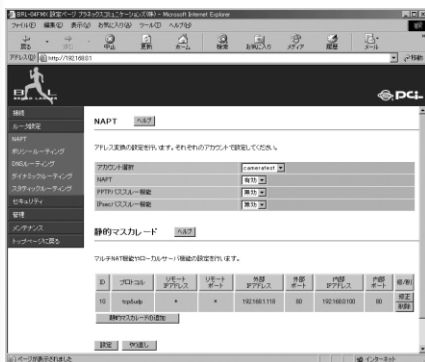 BRL-04FMX 設定ページ プラネックスコミュニケーションズ(株) - Microsoft Internet Explorer
ファイル(F) 編集(E) 表示(V) お気に入り(A) ツール(T) ヘルプ(H)
戻る 中止 更新 ホーム 検索 お気に入り メディア 履歴 メール
アドレス(D) 移動
BRL
PCi
接続
ルータ設定
NAPT
ポリシールーティング
DNSルーティング
ダイナミックルーティング
スタティックルーティング
セキュリティ
管理
メンテナンス
トップページに戻る
NAPT ヘルプ
アドレス変換の設定を行います。それぞれのアカウントで設定してください。
アカウント選択 cameratest
NAPT 有効
PPTPパススルー機能 無効
IPsecパススルー機能 無効
静的マスカレード ヘルプ
マルチNAT機能やローカルサーバ機能の設定を行います。
ID プロトコル リモートIPアドレス リモートポート 外部IPアドレス 外部ポート 内部IPアドレス 内部ポート 修/削
10 tcp/udp * * 192.168.1.118 80 192.168.0.100 80 修正 削除
静的マスカレードの追加
設定 やり直し
ページが表示されました インターネット